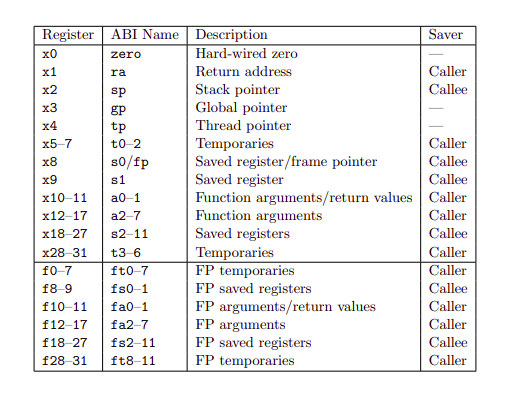 Register ABI Name Description Saver
x0 zero Hard-wired zero —
x1 ra Return address Caller
x2 sp Stack pointer Callee
x3 gp Global pointer —
x4 tp Thread pointer —
x5–7 t0–2 Temporaries Caller
x8 s0/fp Saved register/frame pointer Callee
x9 s1 Saved register Callee
x10–11 a0–1 Function arguments/return values Caller
x12–17 a2–7 Function arguments Caller
x18–27 s2–11 Saved registers Callee
x28–31 t3–6 Temporaries Caller
f0–7 ft0–7 FP temporaries Caller
f8–9 fs0–1 FP saved registers Callee
f10–11 fa0–1 FP arguments/return values Caller
f12–17 fa2–7 FP arguments Caller
f18–27 fs2–11 FP saved registers Callee
f28–31 ft8–11 FP temporaries Caller